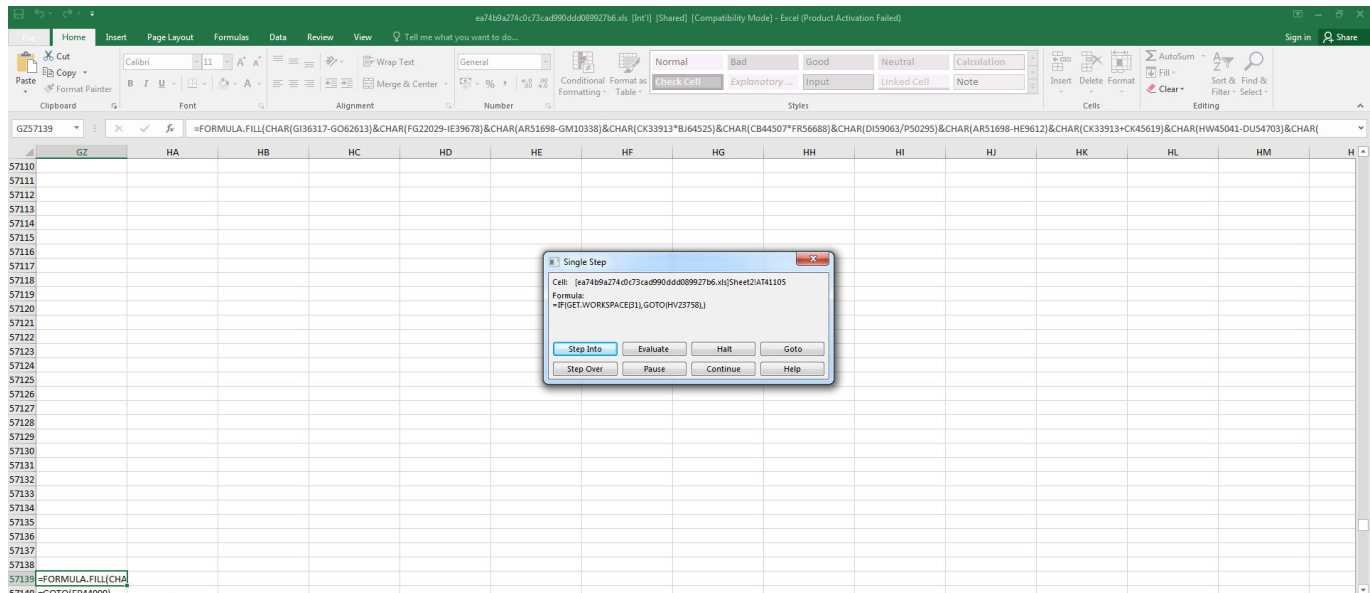 ea74b9a274c0c73cad990ddd089927b6.xls [Int'l] [Shared] [Compatibility Mode] - Excel (Product Activation Failed)
File Home Insert Page Layout Formulas Data Review View Tell me what you want to do... Sign in Share
Paste
Cut
Copy
Format Painter
Clipboard
Calibri 11 A A
B I U A
Font
Wrap Text
Merge & Center
Alignment
General
% ,
Number
Conditional Formatting
Format as Table
Normal Bad Good Neutral Calculation
Check Cell Explanatory ... Input Linked Cell Note
Styles
Insert Delete Format
Cells
AutoSum
Fill
Clear
Sort & Filter
Find & Select
Editing
GZ57139 fx =FORMULA.FILL(CHAR(GI36317-GO62613)&CHAR(FG22029-IE39678)&CHAR(AR51698-GM10338)&CHAR(CK33913*BJ64525)&CHAR(CB44507*FR56688)&CHAR(DI59063/P50295)&CHAR(AR51698-HE9612)&CHAR(CK33913+CK45619)&CHAR(HW45041-DU54703)&CHAR(
GZ HA HB HC HD HE HF HG HH HI HJ HK HL HM H
57110
57111
57112
57113
57114
57115
57116
57117
57118
57119
57120
57121
57122
57123
57124
57125
57126
57127
57128
57129
57130
57131
57132
57133
57134
57135
57136
57137
57138
57139 =FORMULA.FILL(CHA
Single Step
Cell: [ea74b9a274c0c73cad990ddd089927b6.xls]Sheet2!AT41105
Formula:
=IF(GET.WORKSPACE(31),GOTO(HV23758),)
Step Into Evaluate Halt Goto
Step Over Pause Continue Help